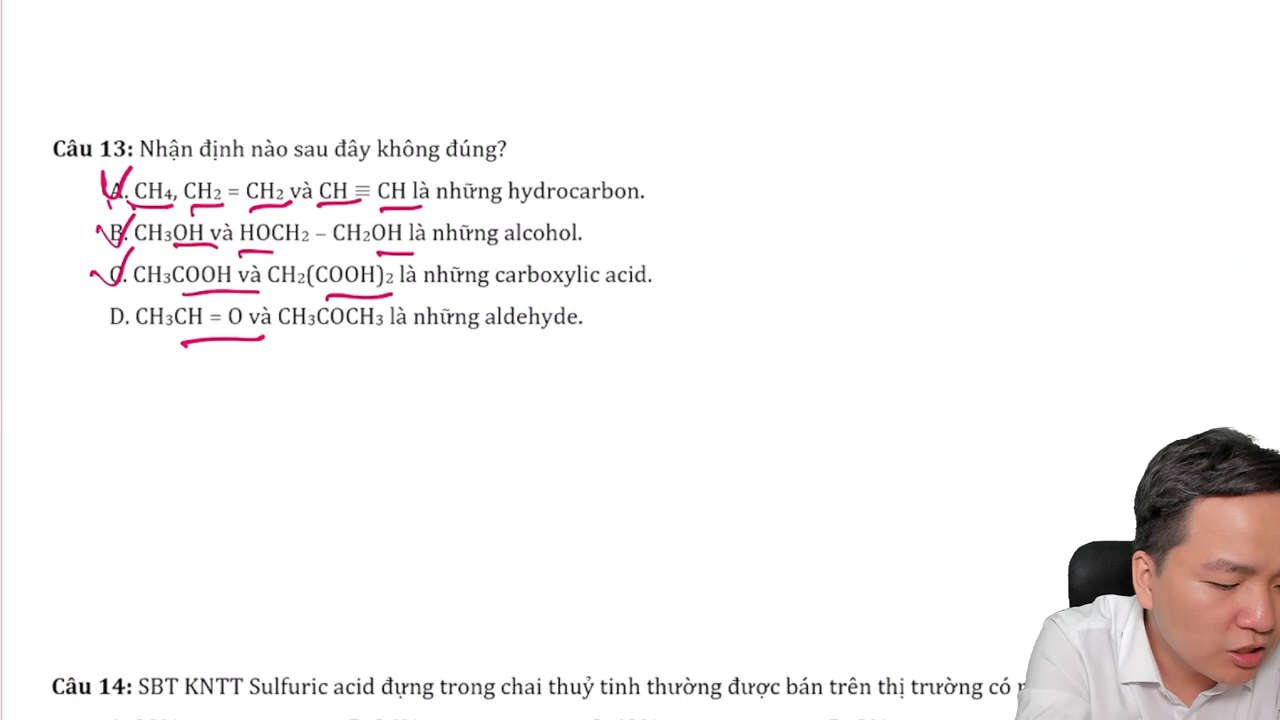 Câu 13: Nhận định nào sau đây không đúng?
A. CH₄, CH₂ = CH₂ và CH ≡ CH là những hydrocarbon.
B. CH₃OH và HOCH₂ – CH₂OH là những alcohol.
C. CH₃COOH và CH₂(COOH)₂ là những carboxylic acid.
D. CH₃CH = O và CH₃COCH₃ là những aldehyde.
Câu 14: SBT KNTT Sulfuric acid đựng trong chai thuỷ tinh thường được bán trên thị trường có